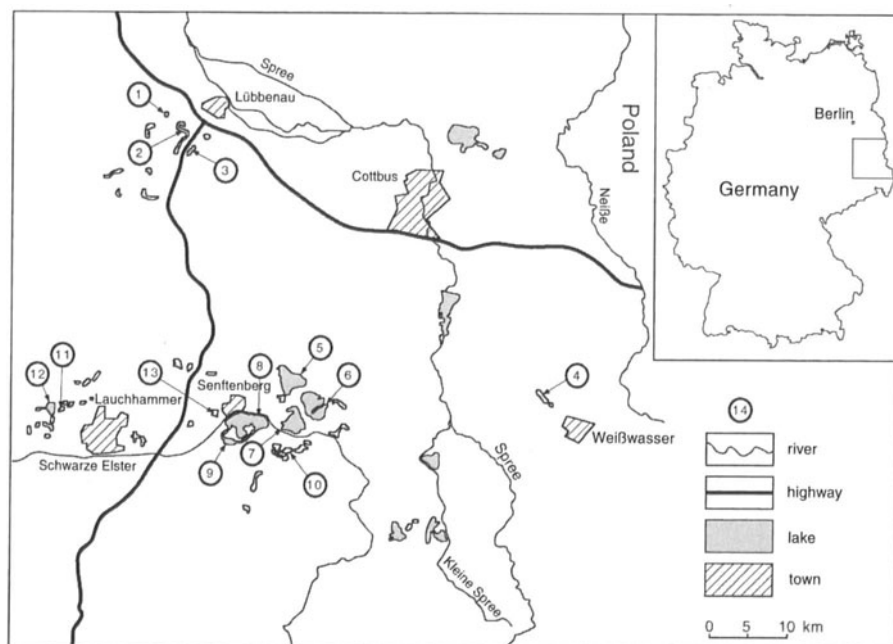 Spree
Lübbenau
1
2
3
Cottbus
Poland
Neiße
Berlin
Germany
5
6
8
4
11
12
13
Senftenberg
Lauchhammer
7
9
10
Schwarze Elster
Weißwasser
Spree
Kleine Spree
14
river
highway
lake
town
0 5 10 km